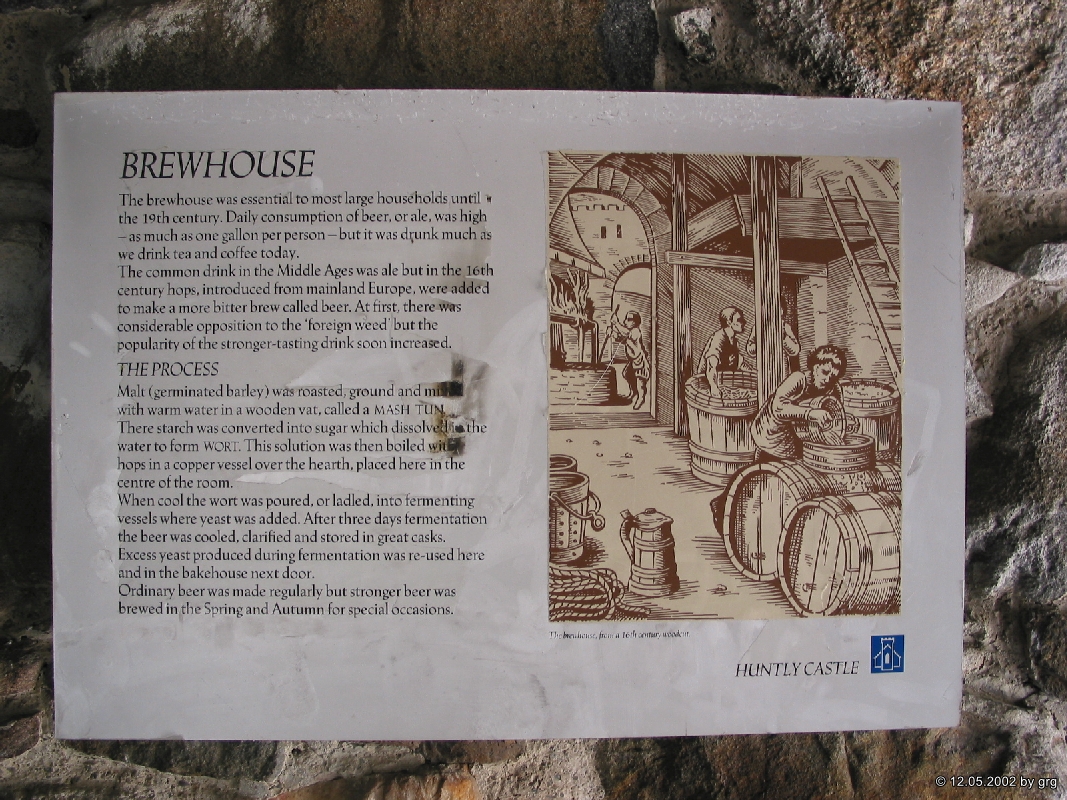 BREWHOUSE
The brewhouse was essential to most large households until
the 19th century. Daily consumption of beer, or ale, was high
– as much as one gallon per person – but it was drunk much as
we drink tea and coffee today.
The common drink in the Middle Ages was ale but in the 16th
century hops, introduced from mainland Europe, were added
to make a more bitter brew called beer. At first, there was
considerable opposition to the 'foreign weed' but the
popularity of the stronger-tasting drink soon increased.
THE PROCESS
Malt (germinated barley) was roasted, ground and
with warm water in a wooden vat, called a MASH TUN.
There starch was converted into sugar which dissolved in the
water to form WORT. This solution was then boiled with
hops in a copper vessel over the hearth, placed here in the
centre of the room.
When cool the wort was poured, or ladled, into fermenting
vessels where yeast was added. After three days fermentation
the beer was cooled, clarified and stored in great casks.
Excess yeast produced during fermentation was re-used here
and in the bakehouse next door.
Ordinary beer was made regularly but stronger beer was
brewed in the Spring and Autumn for special occasions.
The brewhouse, from a 16th century woodcut.
HUNTLY CASTLE
© 12.05.2002 by grg